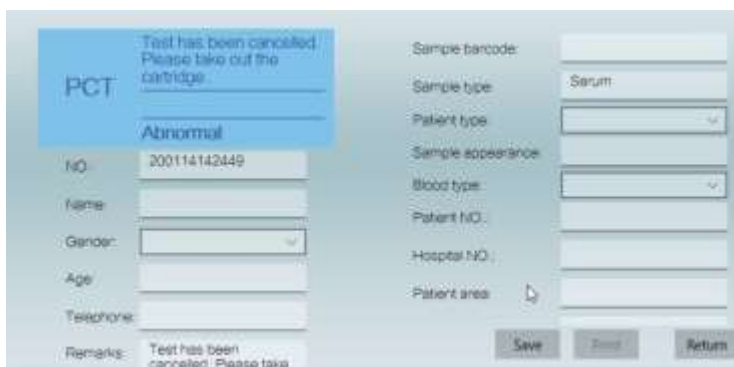 PCT
Test has been cancelled.
Please take out the
cartridge.
Abnormal
NO.:
200114142449
Name:
Gender:
Age:
Telephone:
Remarks:
Test has been
cancelled. Please take
Sample barcode:
Sample type:
Serum
Patient type:
Sample appearance:
Blood type:
Patient NO.:
Hospital NO.:
Patient area:
Save
Print
Return